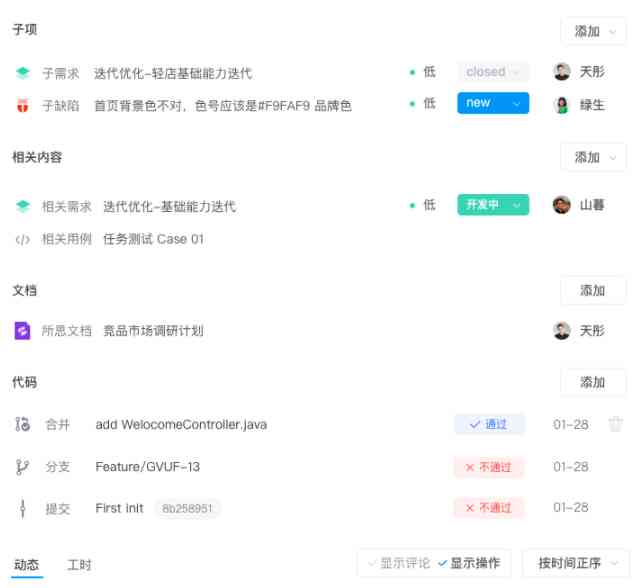 子项 添加
子需求 迭代优化-轻店基础能力迭代 低 closed 天彤
子缺陷 首页背景色不对，色号应该是#F9FAF9 品牌色 低 new 绿生
相关内容 添加
相关需求 迭代优化-基础能力迭代 低 开发中 山暮
相关用例 任务测试 Case 01
文档 添加
所思文档 竞品市场调研计划 天彤
代码 添加
合并 add WelocomeController.java 通过 01-28
分支 Feature/GVUF-13 不通过 01-28
提交 First init 8b258951 不通过 01-28
动态 工时 显示评论 显示操作 按时间正序